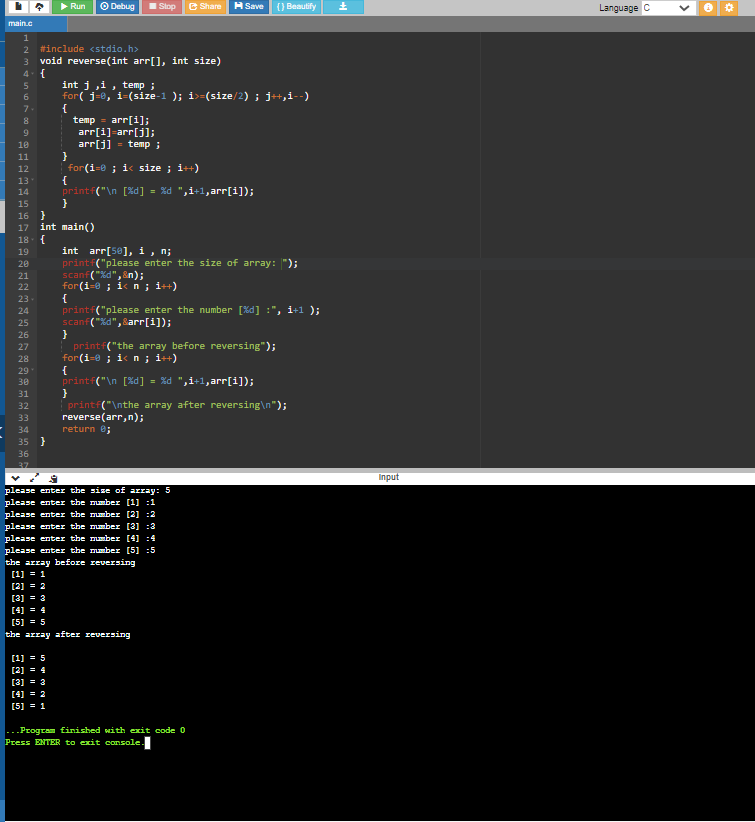 Run Debug Stop Share Save { } Beautify Language C
main.c
1
2 #include <stdio.h>
3 void reverse(int arr[], int size)
4 {
5 int j ,i , temp ;
6 for( j=0, i=(size-1 ); i>=(size/2) ; j++,i--)
7 {
8 temp = arr[i];
9 arr[i]=arr[j];
10 arr[j] = temp ;
11 }
12 for(i=0 ; i< size ; i++)
13 {
14 printf("\n [%d] = %d ",i+1,arr[i]);
15 }
16 }
17 int main()
18 {
19 int arr[50], i , n;
20 printf("please enter the size of array: ");
21 scanf("%d",&n);
22 for(i=0 ; i< n ; i++)
23 {
24 printf("please enter the number [%d] :", i+1 );
25 scanf("%d",&arr[i]);
26 }
27 printf("the array before reversing");
28 for(i=0 ; i< n ; i++)
29 {
30 printf("\n [%d] = %d ",i+1,arr[i]);
31 }
32 printf("\nthe array after reversing\n");
33 reverse(arr,n);
34 return 0;
35 }
36
37
input
please enter the size of array: 5
please enter the number [1] :1
please enter the number [2] :2
please enter the number [3] :3
please enter the number [4] :4
please enter the number [5] :5
the array before reversing
[1] = 1
[2] = 2
[3] = 3
[4] = 4
[5] = 5
the array after reversing
[1] = 5
[2] = 4
[3] = 3
[4] = 2
[5] = 1
...Program finished with exit code 0
Press ENTER to exit console.